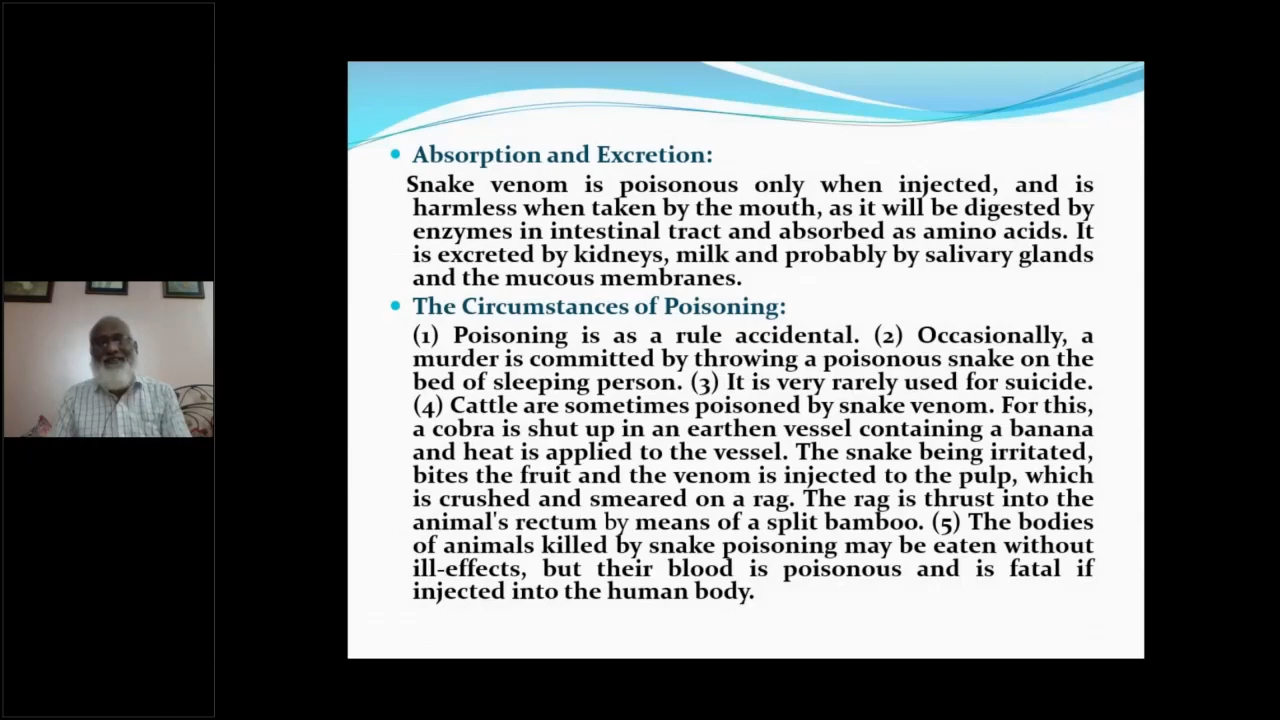 Absorption and Excretion:
Snake venom is poisonous only when injected, and is
harmless when taken by the mouth, as it will be digested by
enzymes in intestinal tract and absorbed as amino acids. It
is excreted by kidneys, milk and probably by salivary glands
and the mucous membranes.
The Circumstances of Poisoning:
(1) Poisoning is as a rule accidental. (2) Occasionally, a
murder is committed by throwing a poisonous snake on the
bed of sleeping person. (3) It is very rarely used for suicide.
(4) Cattle are sometimes poisoned by snake venom. For this,
a cobra is shut up in an earthen vessel containing a banana
and heat is applied to the vessel. The snake being irritated,
bites the fruit and the venom is injected to the pulp, which
is crushed and smeared on a rag. The rag is thrust into the
animal's rectum by means of a split bamboo. (5) The bodies
of animals killed by snake poisoning may be eaten without
ill-effects, but their blood is poisonous and is fatal if
injected into the human body.